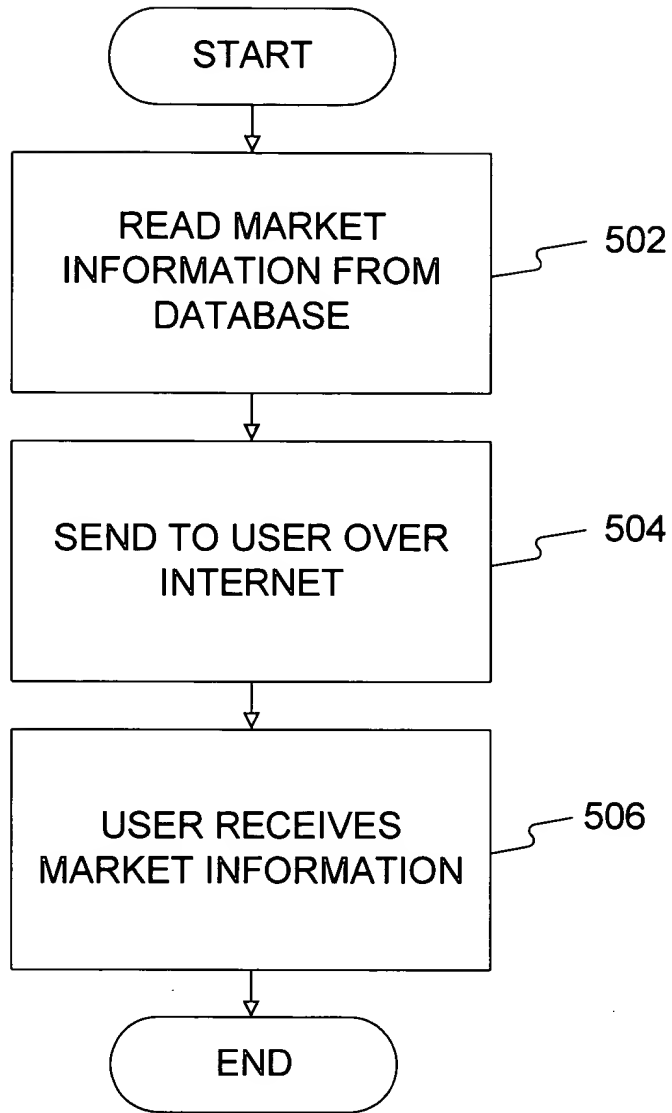 START
READ MARKET
INFORMATION FROM
DATABASE
502
SEND TO USER OVER
INTERNET
504
USER RECEIVES
MARKET INFORMATION
506
END